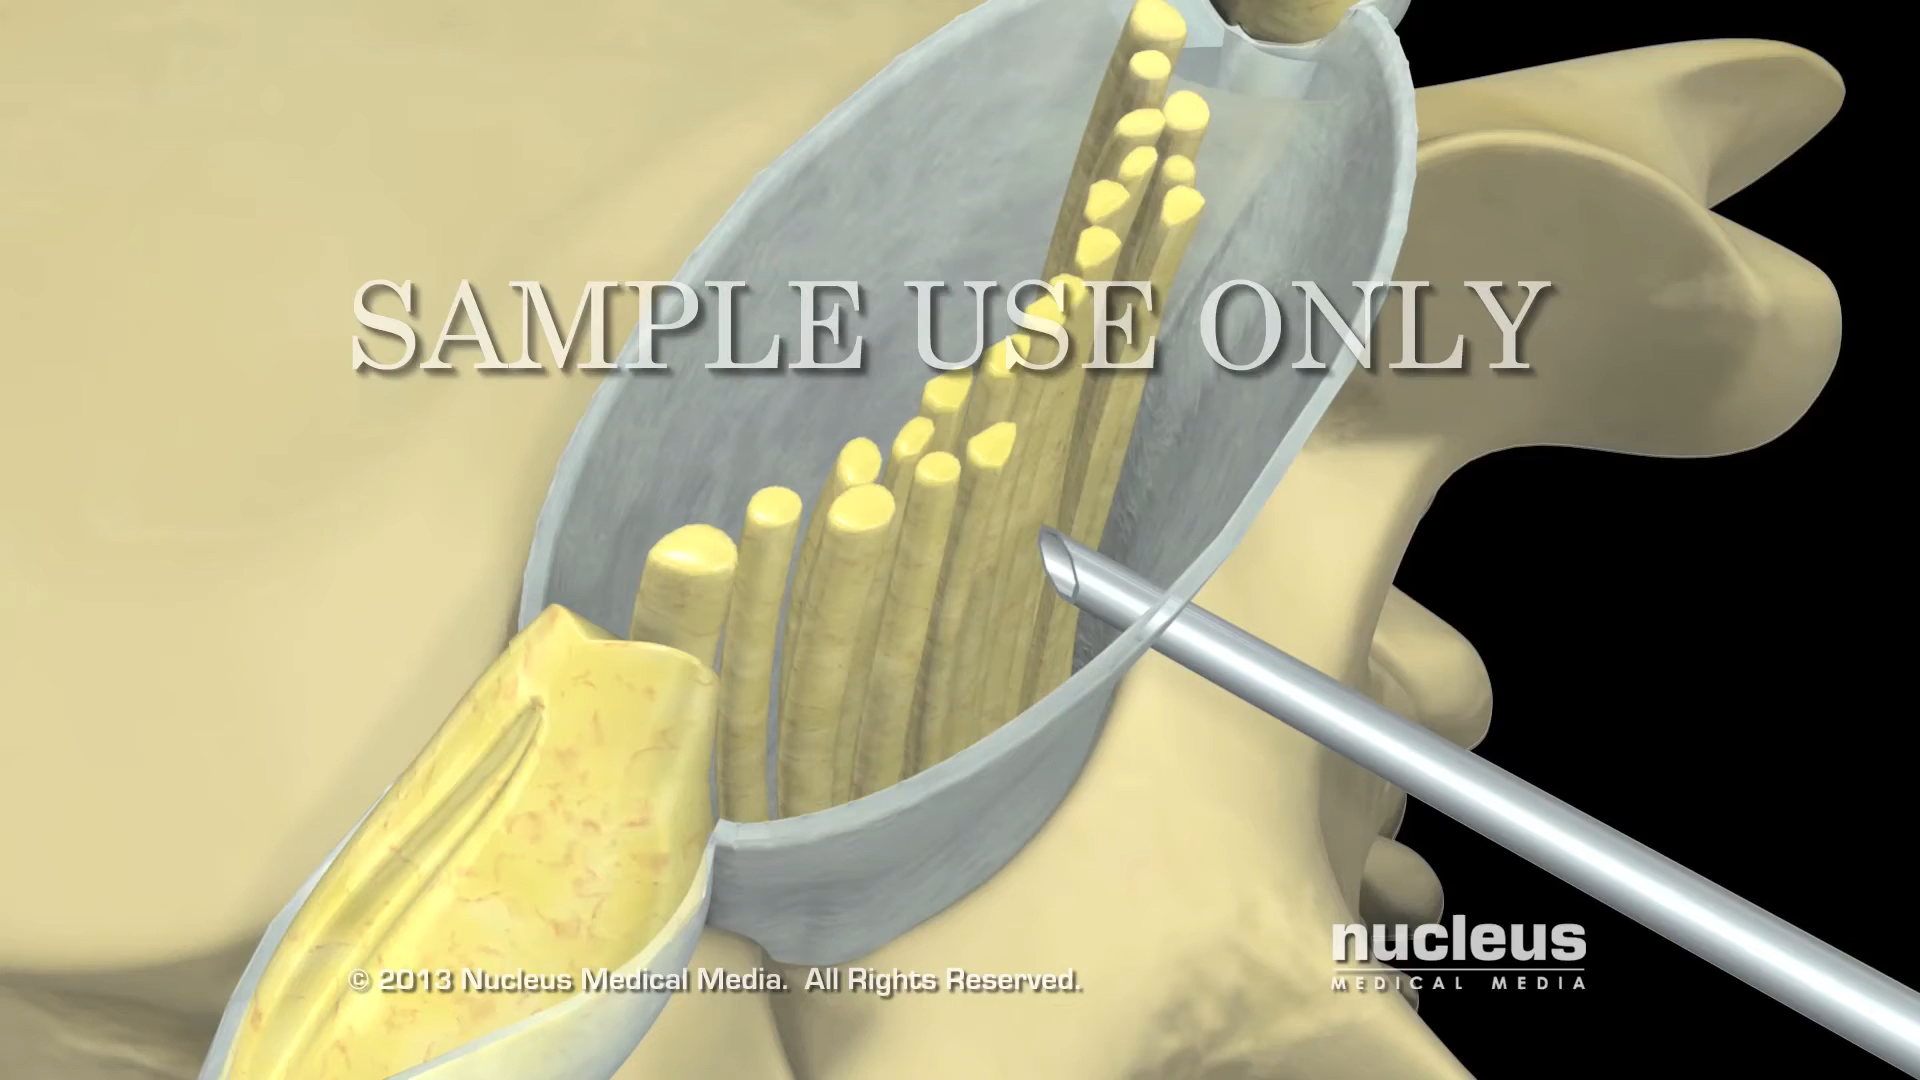 SAMPLE USE ONLY
© 2013 Nucleus Medical Media. All Rights Reserved.
nucleus
MEDICAL MEDIA